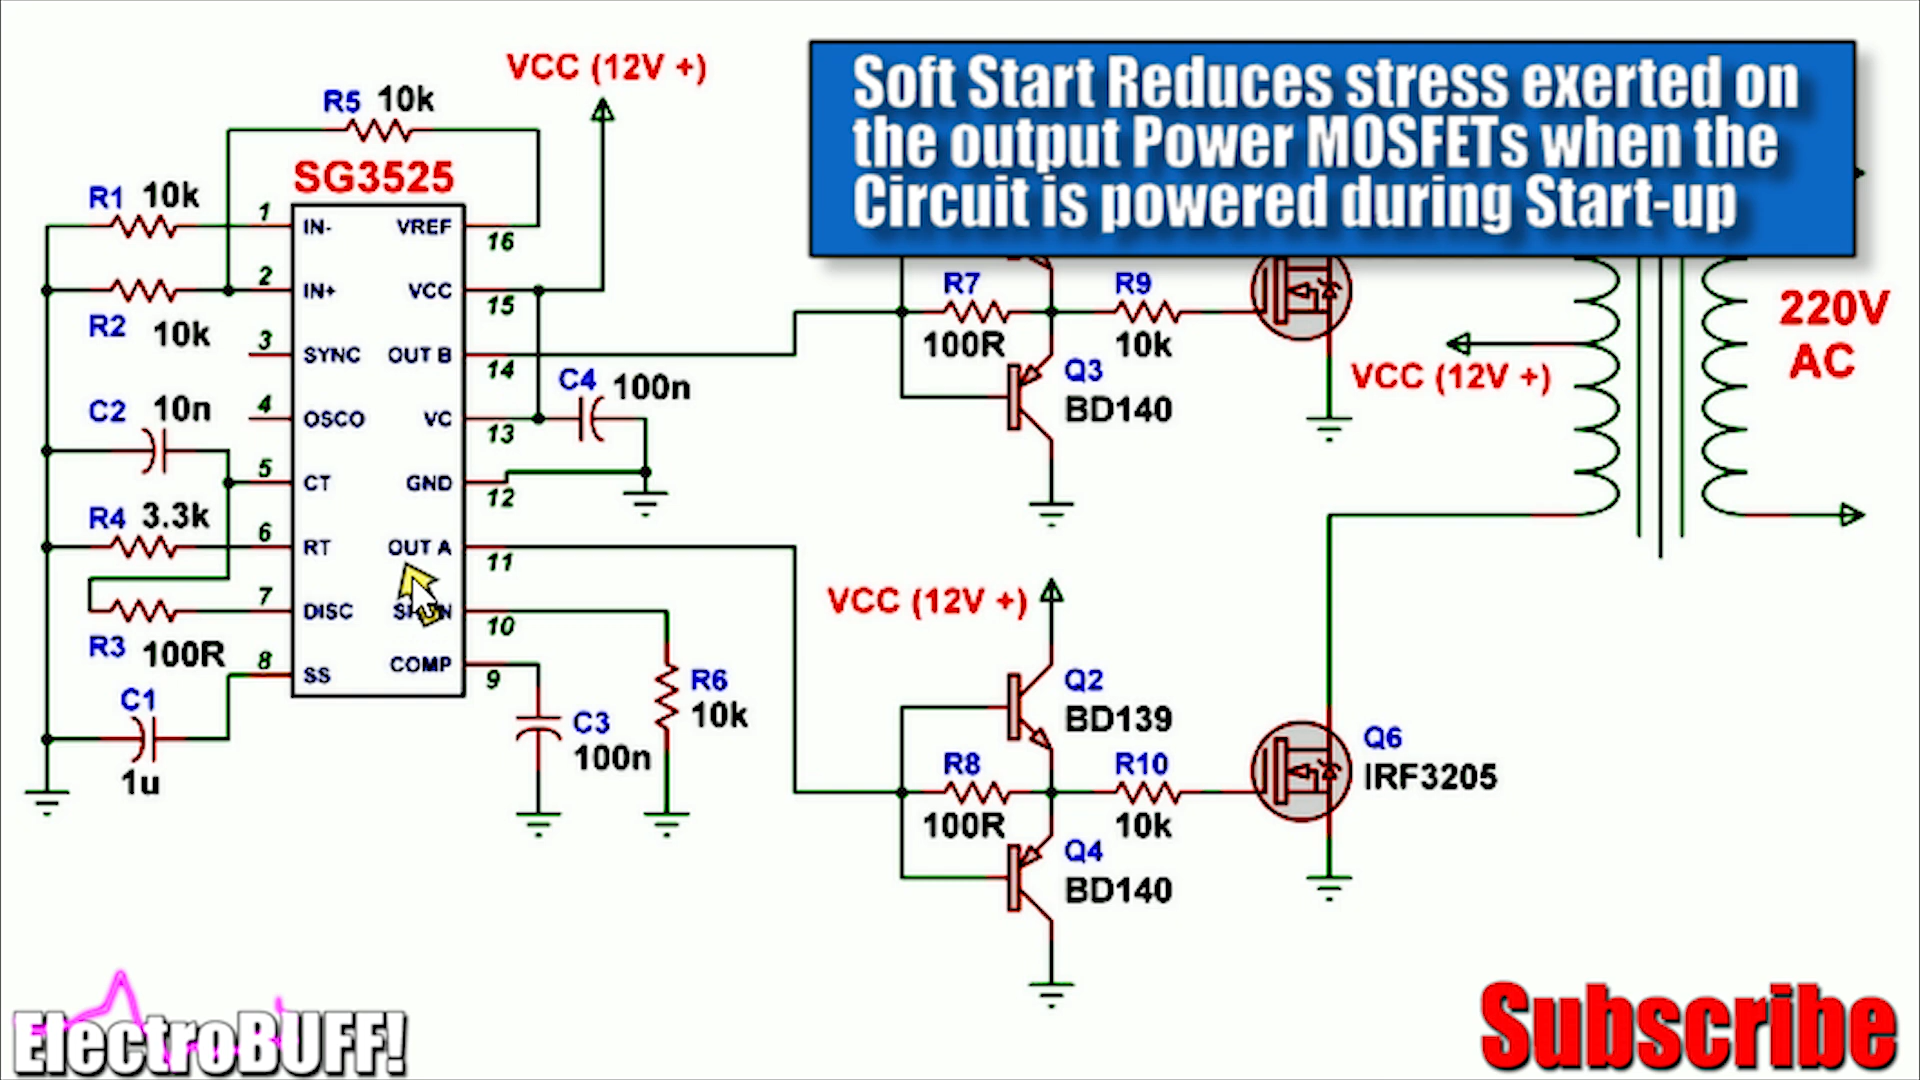 VCC (12V +)
Soft Start Reduces stress exerted on
the output Power MOSFETs when the
Circuit is powered during Start-up
R5 10k
SG3525
R1 10k
1 IN- VREF 16
2 IN+ VCC 15
R2 10k
3 SYNC OUT B 14
C2 10n
4 OSCO VC 13
C4 100n
5 CT GND 12
R4 3.3k
6 RT OUT A 11
7 DISC 10
R3 100R
8 SS COMP 9
C1
1u
C3
100n
R6
10k
R7
100R
R9
10k
Q3
BD140
VCC (12V +)
220V
AC
VCC (12V +)
Q2
BD139
R8
100R
R10
10k
Q4
BD140
Q6
IRF3205
ElectroBUFF!
Subscribe